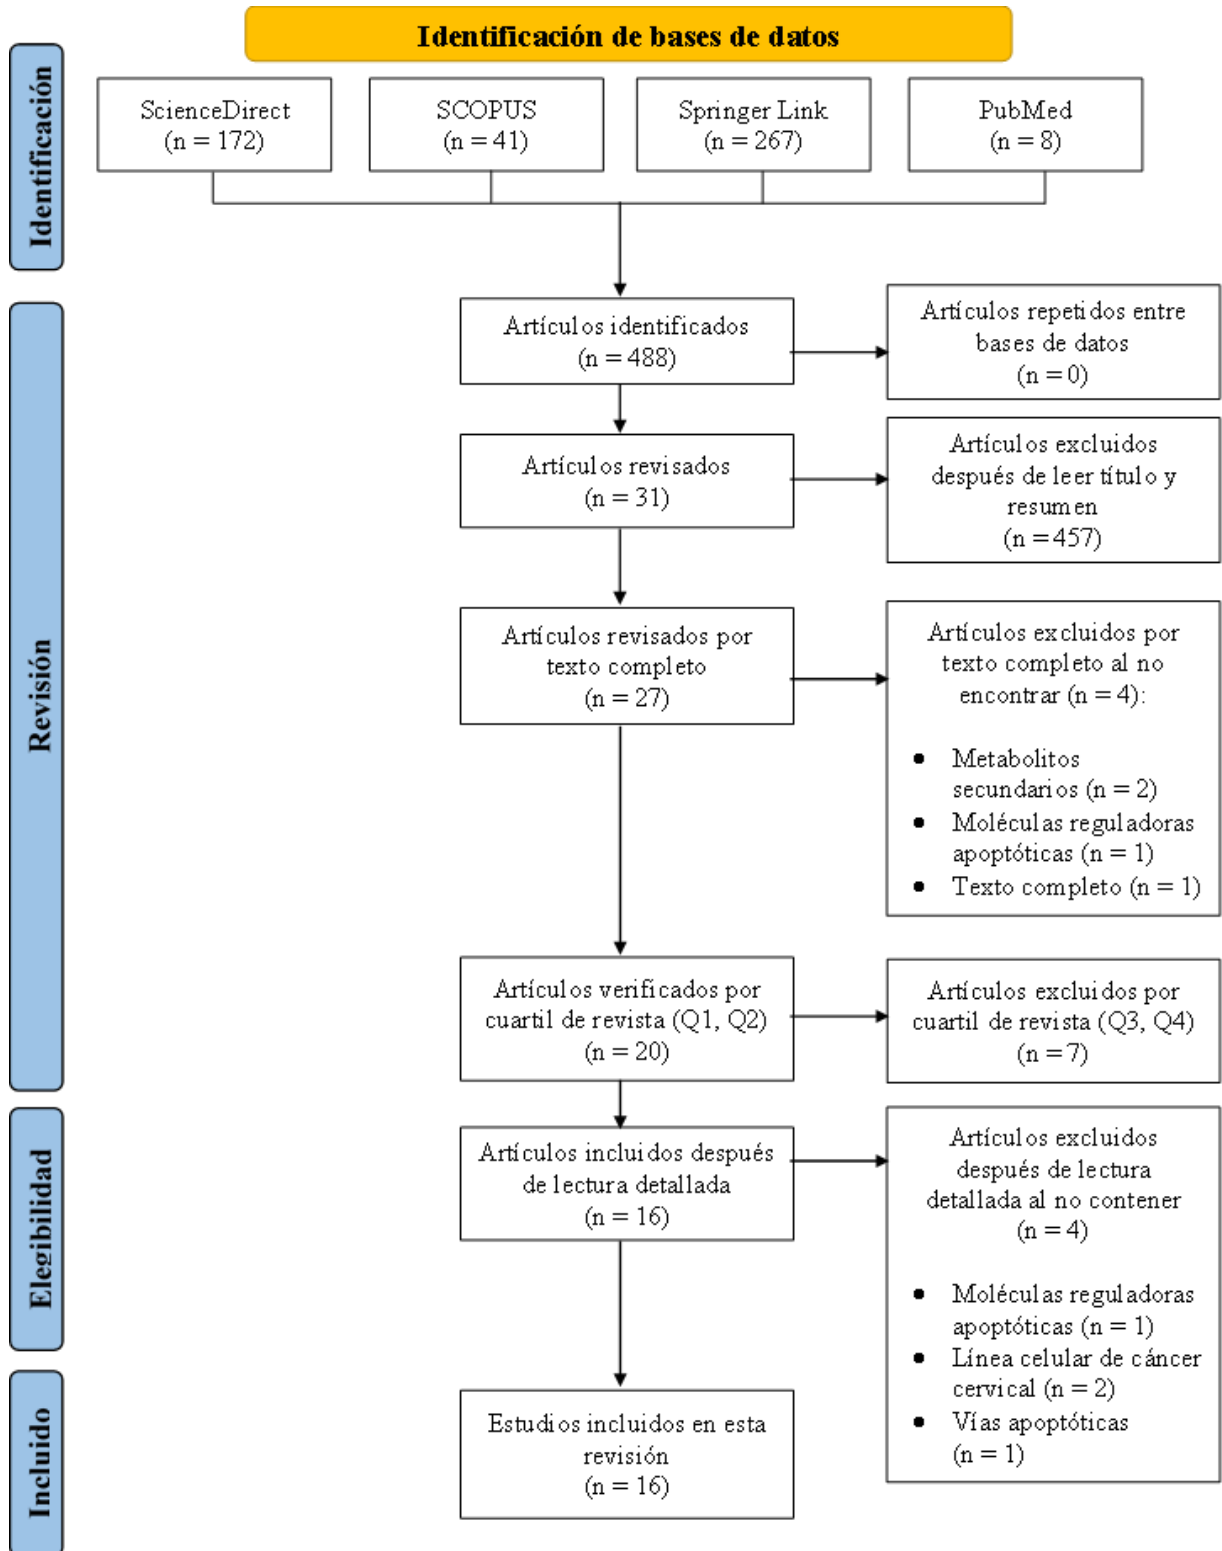 Identificación de bases de datos
Identificación
ScienceDirect
(n = 172)
SCOPUS
(n = 41)
Springer Link
(n = 267)
PubMed
(n = 8)
Revisión
Artículos identificados
(n = 488)
Artículos repetidos entre
bases de datos
(n = 0)
Artículos revisados
(n = 31)
Artículos excluidos
después de leer título y
resumen
(n = 457)
Artículos revisados por
texto completo
(n = 27)
Artículos excluidos por
texto completo al no
encontrar (n = 4):
• Metabolitos
secundarios (n = 2)
• Moléculas reguladoras
apoptóticas (n = 1)
• Texto completo (n = 1)
Artículos verificados por
cuartil de revista (Q1, Q2)
(n = 20)
Artículos excluidos por
cuartil de revista (Q3, Q4)
(n = 7)
Elegibilidad
Artículos incluidos después
de lectura detallada
(n = 16)
Artículos excluidos
después de lectura
detallada al no contener
(n = 4)
• Moléculas reguladoras
apoptóticas (n = 1)
• Línea celular de cáncer
cervical (n = 2)
• Vías apoptóticas
(n = 1)
Incluido
Estudios incluidos en esta
revisión
(n = 16)